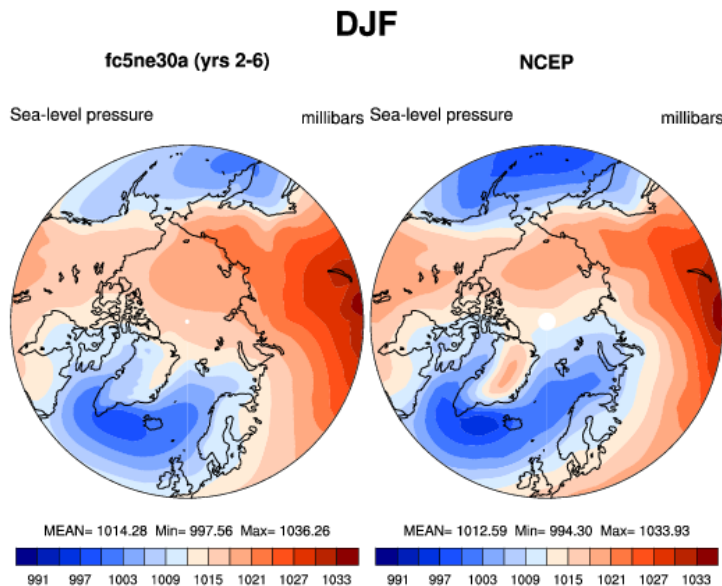 DJF
fc5ne30a (yrs 2-6)
NCEP
Sea-level pressure
millibars
Sea-level pressure
millibars
MEAN= 1014.28 Min= 997.56 Max= 1036.26
MEAN= 1012.59 Min= 994.30 Max= 1033.93
991 997 1003 1009 1015 1021 1027 1033
991 997 1003 1009 1015 1021 1027 1033